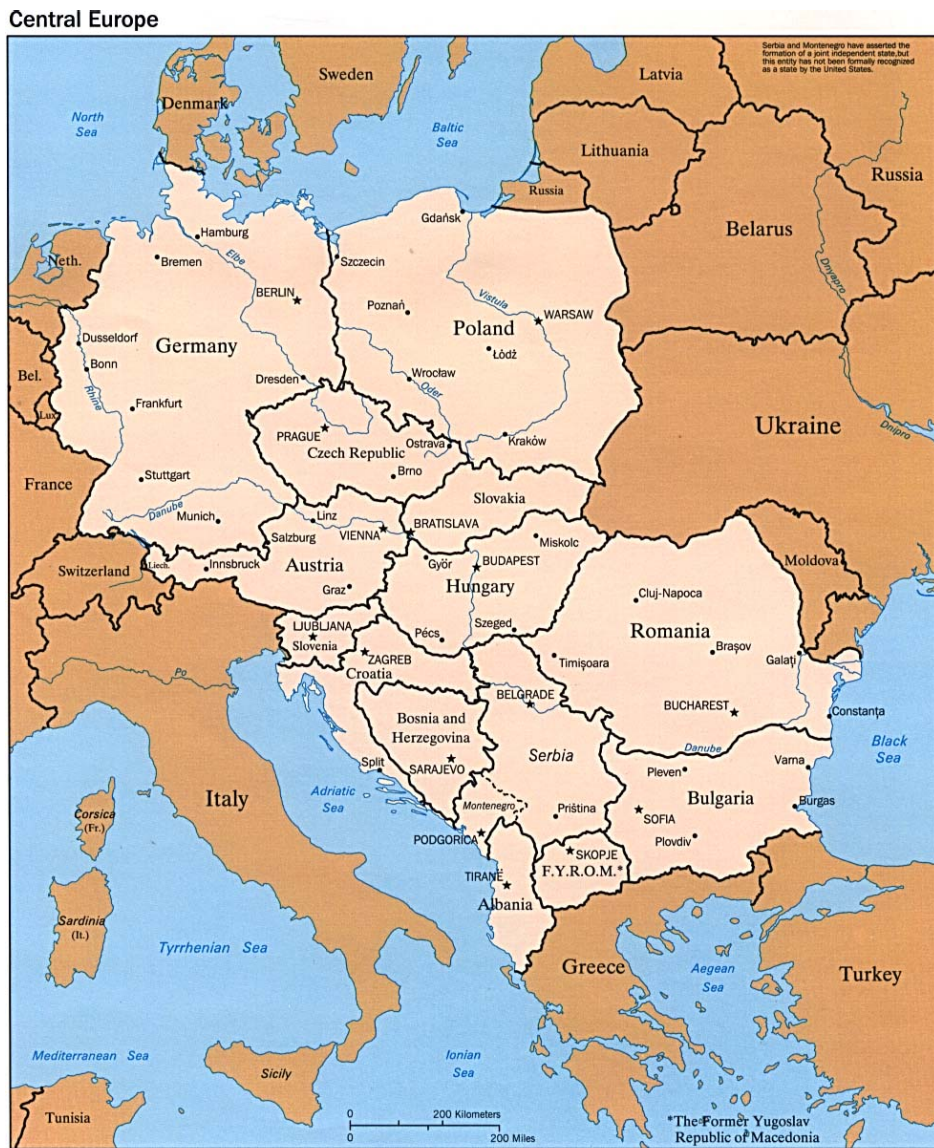 Central Europe
Serbia and Montenegro have asserted the
formation of a joint independent state,but
this entity has not been formally recognized
as a state by the United States.
Sweden
Latvia
Denmark
North
Sea
Baltic
Sea
Lithuania
Russia
Russia
Gdańsk
Belarus
Hamburg
Elbe
Dnyapro
Neth.
Bremen
Szczecin
BERLIN
Vistula
Poznań
WARSAW
Poland
Germany
Dusseldorf
Łódź
Bonn
Bel.
Rhine
Dresden
Wrocław
Oder
Lux.
Frankfurt
Ukraine
Dnipro
PRAGUE
Ostrava
Kraków
Czech Republic
France
Stuttgart
Brno
Slovakia
Danube
Munich
Linz
VIENNA
BRATISLAVA
Salzburg
Miskolc
Switzerland
Liech.
Innsbruck
Austria
Györ
BUDAPEST
Moldova
Hungary
Graz
Cluj-Napoca
LJUBLJANA
Slovenia
Pécs
Szeged
Romania
Po
ZAGREB
Croatia
Timişoara
Braşov
Galaţi
BELGRADE
BUCHAREST
Constanţa
Bosnia and
Herzegovina
Serbia
Danube
Black
Sea
Split
SARAJEVO
Pleven
Varna
Adriatic
Sea
Italy
Bulgaria
Montenegro
Priština
SOFIA
Burgas
Corsica
(Fr.)
PODGORICA
Plovdiv
SKOPJE
F.Y.R.O.M.*
TIRANË
Albania
Sardinia
(It.)
Tyrrhenian Sea
Greece
Aegean
Sea
Turkey
Mediterranean Sea
Sicily
Ionian
Sea
Tunisia
0 200 Kilometers
0 200 Miles
*The Former Yugoslav
Republic of Macedonia